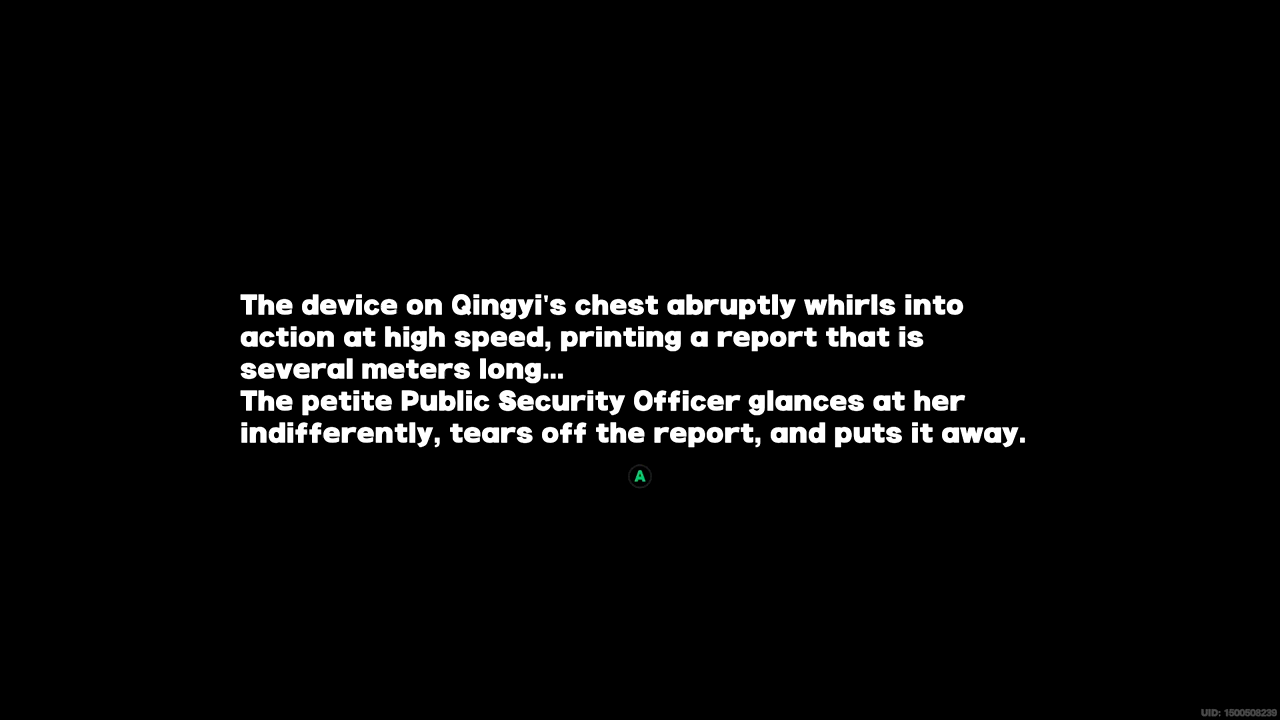 The device on Qingyi's chest abruptly whirls into
action at high speed, printing a report that is
several meters long...
The petite Public Security Officer glances at her
indifferently, tears off the report, and puts it away.
A
UID: 1500508239